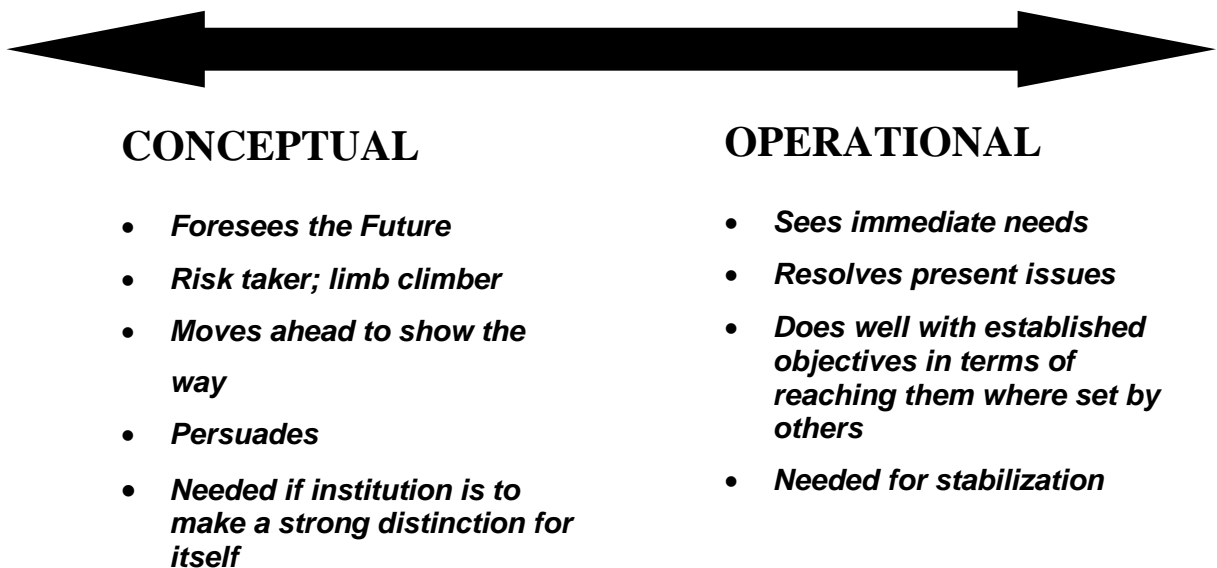 CONCEPTUAL
• Foresees the Future
• Risk taker; limb climber
• Moves ahead to show the
way
• Persuades
• Needed if institution is to
make a strong distinction for
itself
OPERATIONAL
• Sees immediate needs
• Resolves present issues
• Does well with established
objectives in terms of
reaching them where set by
others
• Needed for stabilization